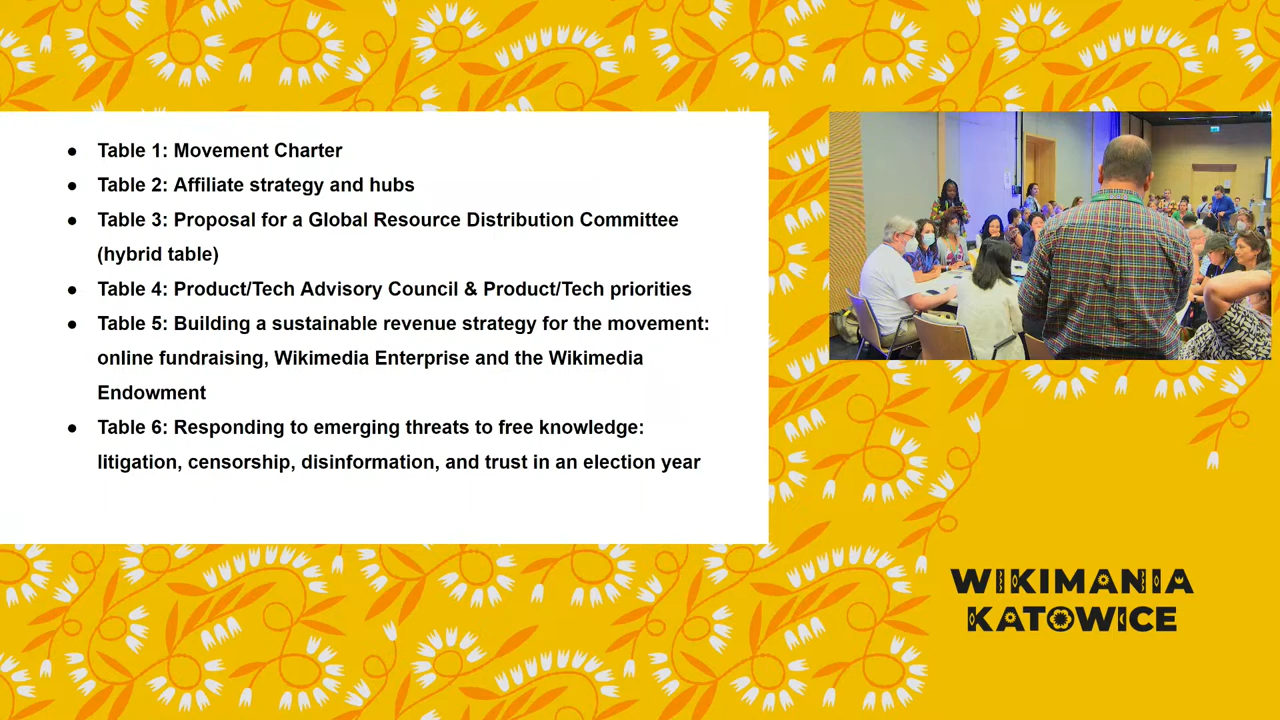 ● Table 1: Movement Charter
● Table 2: Affiliate strategy and hubs
● Table 3: Proposal for a Global Resource Distribution Committee
(hybrid table)
● Table 4: Product/Tech Advisory Council & Product/Tech priorities
● Table 5: Building a sustainable revenue strategy for the movement:
online fundraising, Wikimedia Enterprise and the Wikimedia
Endowment
● Table 6: Responding to emerging threats to free knowledge:
litigation, censorship, disinformation, and trust in an election year
WIKIMANIA
KATOWICE